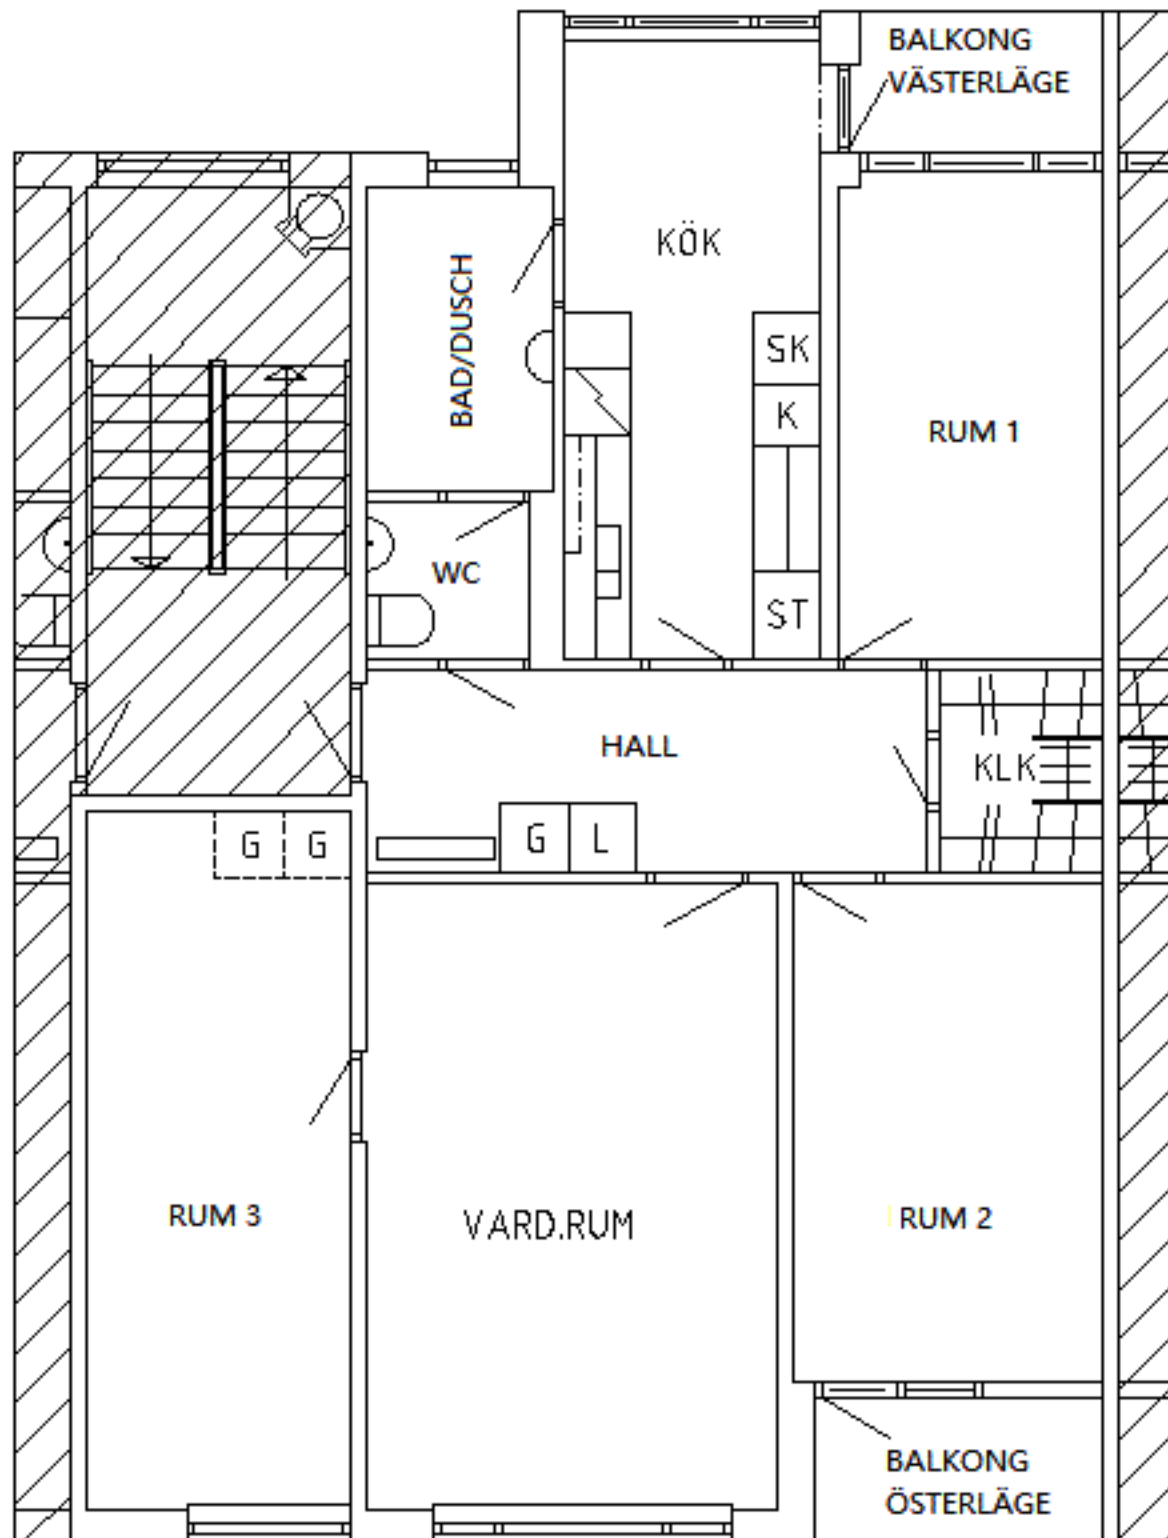 BALKONG
VÄSTERLÄGE
KÖK
BAD/DUSCH
SK
K
RUM 1
WC
ST
HALL
KLK
G
G
G
L
RUM 3
VARD.RUM
RUM 2
BALKONG
ÖSTERLÄGE